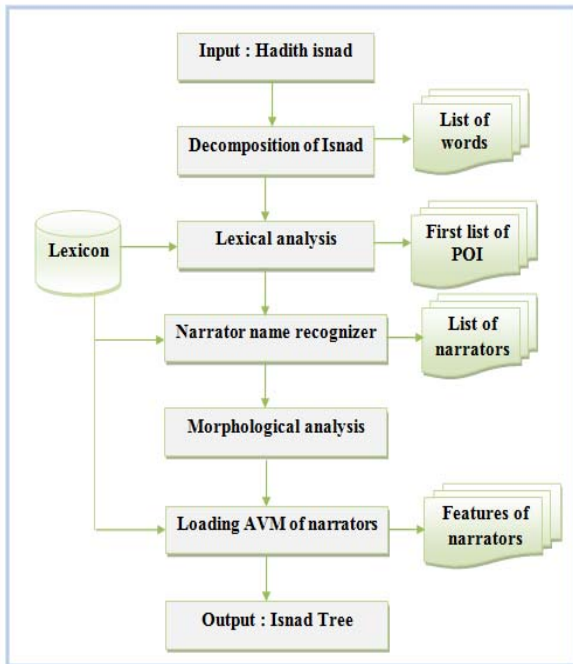 Input : Hadith isnad
Decomposition of Isnad
List of
words
Lexicon
Lexical analysis
First list of
POI
Narrator name recognizer
List of
narrators
Morphological analysis
Loading AVM of narrators
Features of
narrators
Output : Isnad Tree